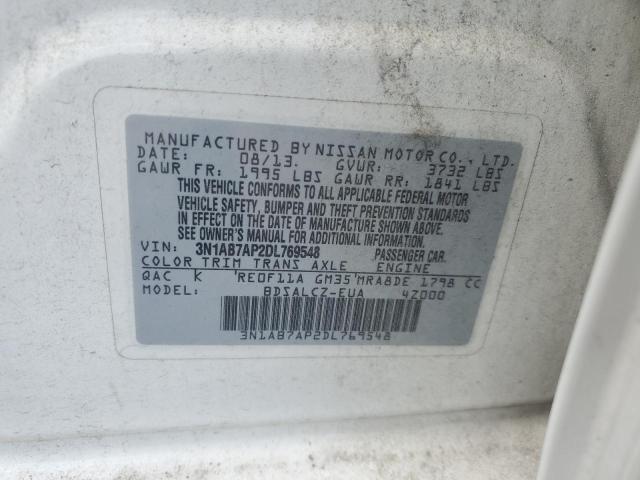 MANUFACTURED BY NISSAN MOTOR CO., LTD.
DATE: 08/13. GVWR: 3732 LBS
GAWR FR: 1995 LBS GAWR RR: 1841 LBS
THIS VEHICLE CONFORMS TO ALL APPLICABLE FEDERAL MOTOR
VEHICLE SAFETY, BUMPER AND THEFT PREVENTION STANDARDS
IN EFFECT ON THE DATE OF MANUFACTURE SHOWN ABOVE.
SEE OWNER'S MANUAL FOR ADDITIONAL INFORMATION.
VIN: 3N1AB7AP2DL769548 PASSENGER CAR.
COLOR TRIM TRANS AXLE ENGINE
QAC K RE0F11A GM35 MRA8DE 1798 CC
MODEL: BDSALCZ-EUA 4Z000
3N1AB7AP2DL769548